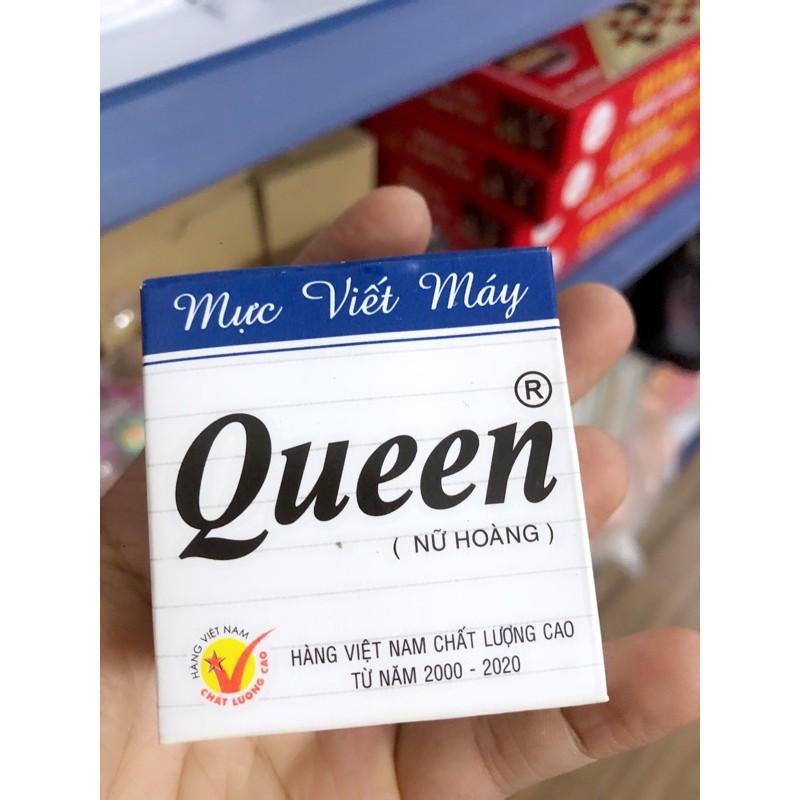 Mực Viết Máy
Queen®
( NỮ HOÀNG )
HÀNG VIỆT NAM
CHẤT LƯỢNG CAO
HÀNG VIỆT NAM CHẤT LƯỢNG CAO
TỪ NĂM 2000 - 2020